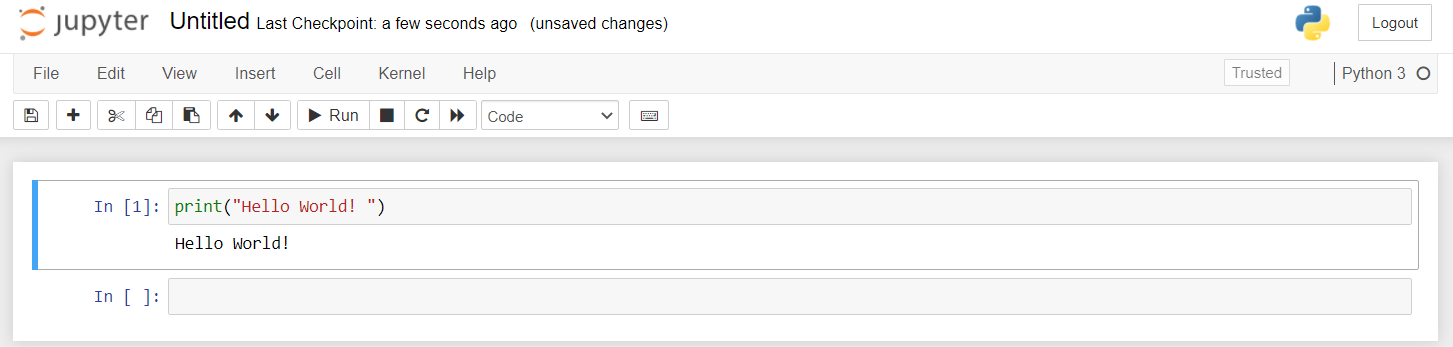 jupyter Untitled Last Checkpoint: a few seconds ago (unsaved changes) Logout
File Edit View Insert Cell Kernel Help Trusted Python 3
Run Code
In [1]: print("Hello World! ")
Hello World!
In [ ]: